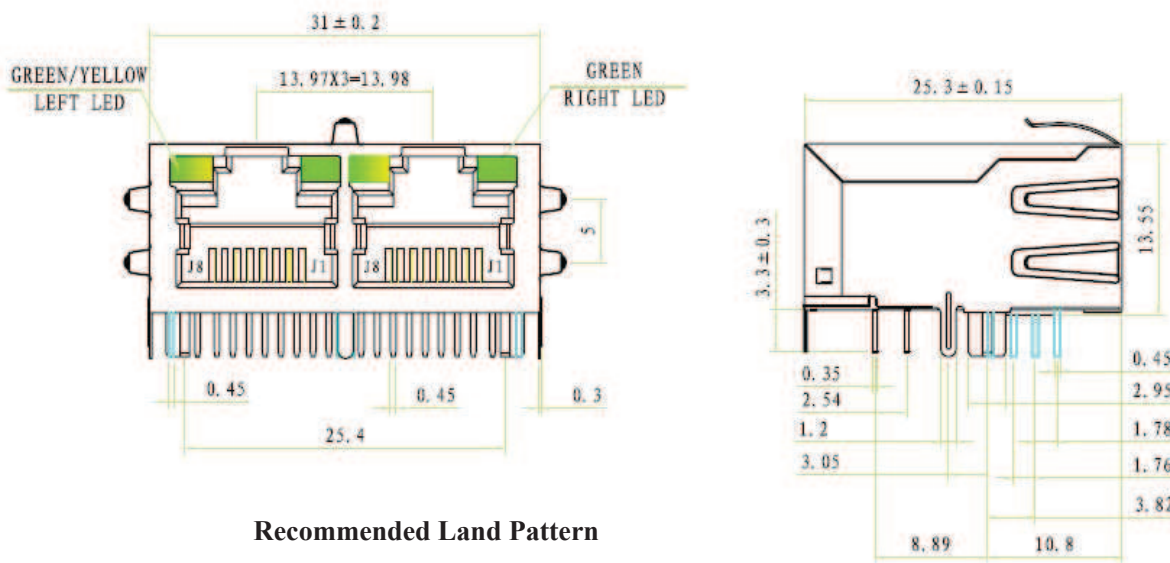 31±0.2
GREEN/YELLOW
LEFT LED
13.97X3=13.98
GREEN
RIGHT LED
25.3±0.15
5
13.55
3.3±0.3
J8 J1 J8 J1
0.45 0.45 0.3
25.4
0.35
2.54
1.2
3.05
0.45
2.95
1.78
1.76
3.82
8.89 10.8
Recommended Land Pattern